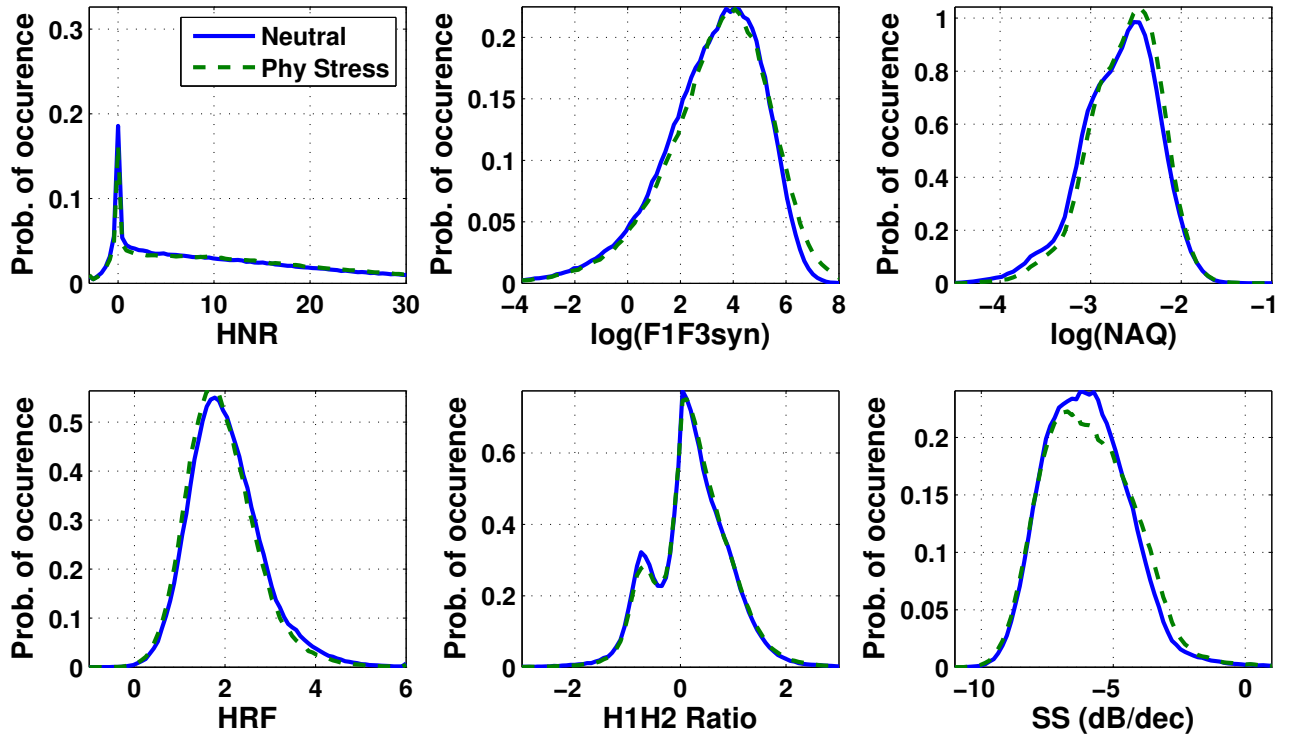 Prob. of occurence
0.3
0.2
0.1
0
0 10 20 30
HNR
Neutral
Phy Stress
Prob. of occurence
0.2
0.15
0.1
0.05
0
−4 −2 0 2 4 6 8
log(F1F3syn)
Prob. of occurence
1
0.8
0.6
0.4
0.2
0
−4 −3 −2 −1
log(NAQ)
Prob. of occurence
0.5
0.4
0.3
0.2
0.1
0
0 2 4 6
HRF
Prob. of occurence
0.6
0.4
0.2
0
−2 0 2
H1H2 Ratio
Prob. of occurence
0.2
0.15
0.1
0.05
0
−10 −5 0
SS (dB/dec)